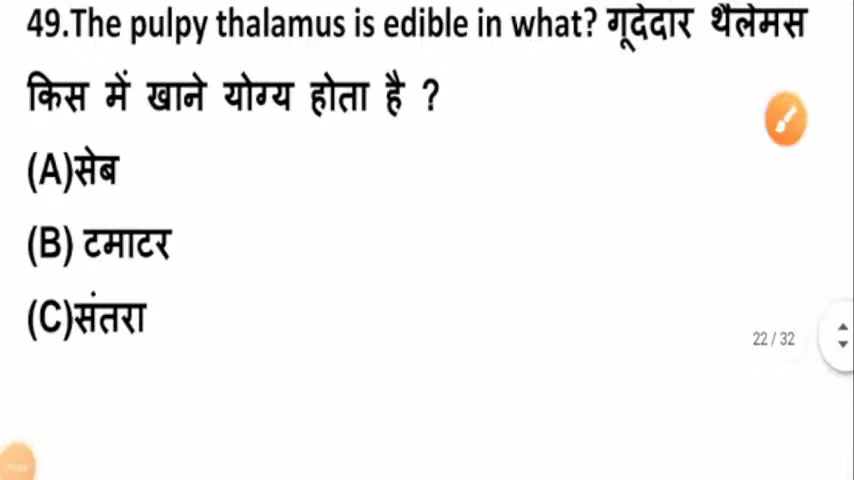 49.The pulpy thalamus is edible in what? गूदेदार थैलेमस
किस में खाने योग्य होता है ?
(A)सेब
(B) टमाटर
(C)संतरा
22 / 32